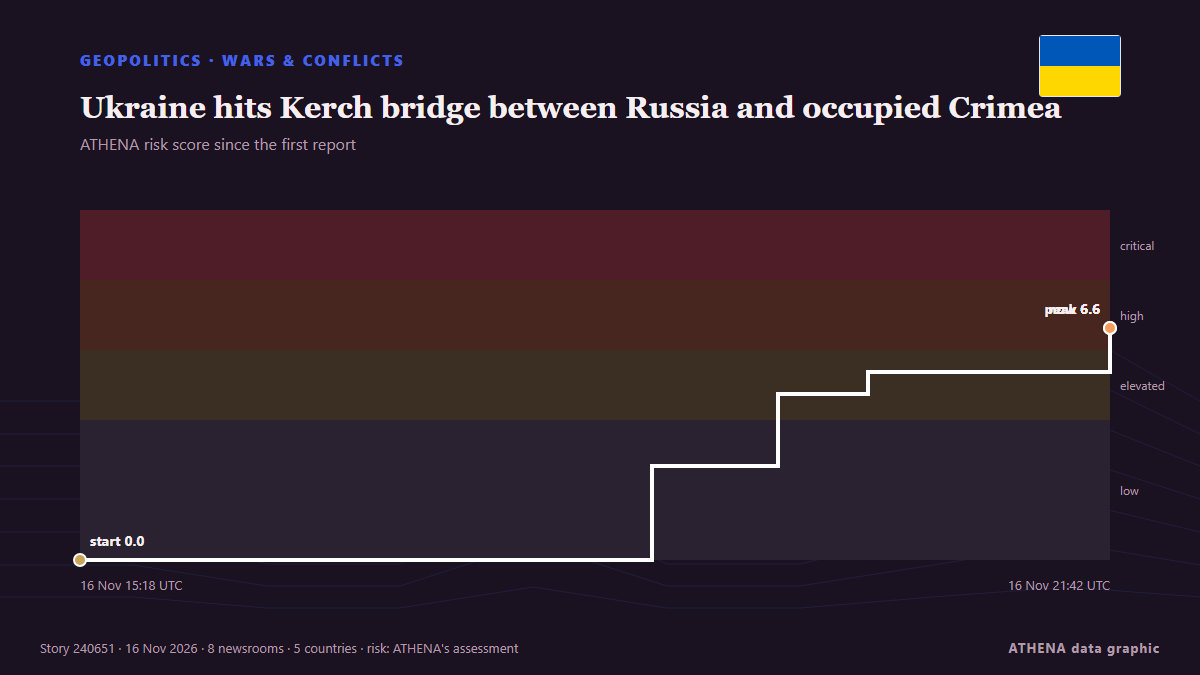 GEOPOLITICS · WARS & CONFLICTS
Ukraine hits Kerch bridge between Russia and occupied Crimea
ATHENA risk score since the first report
critical
peak 6.6
high
elevated
low
start 0.0
16 Nov 15:18 UTC
16 Nov 21:42 UTC
Story 240651 · 16 Nov 2026 · 8 newsrooms · 5 countries · risk: ATHENA's assessment
ATHENA data graphic